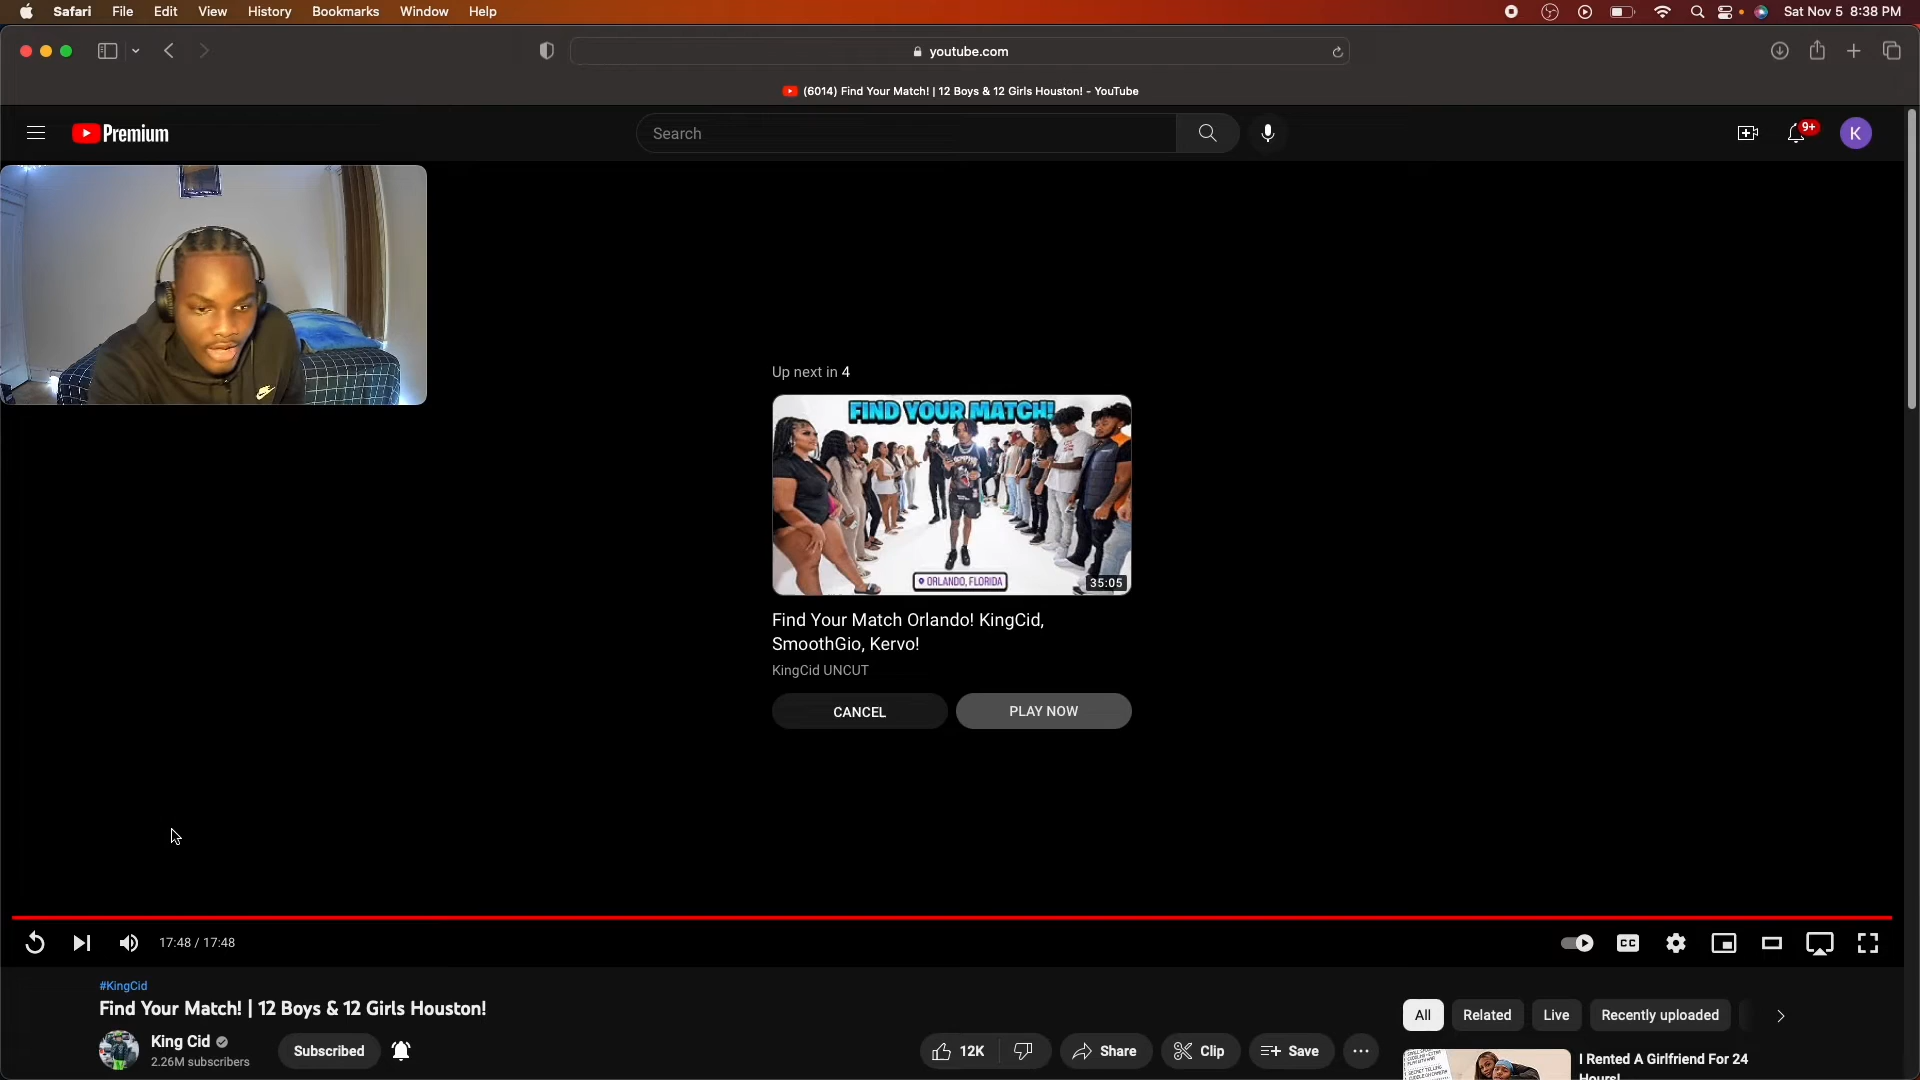 Safari File Edit View History Bookmarks Window Help
Sat Nov 5 8:38 PM
youtube.com
(6014) Find Your Match! | 12 Boys & 12 Girls Houston! - YouTube
Premium
Search
9+
K
Up next in 4
FIND YOUR MATCH!
ORLANDO, FLORIDA
35:05
Find Your Match Orlando! KingCid,
SmoothGio, Kervo!
KingCid UNCUT
CANCEL
PLAY NOW
17:48 / 17:48
CC
#KingCid
Find Your Match! | 12 Boys & 12 Girls Houston!
King Cid
2.26M subscribers
Subscribed
12K
Share
Clip
Save
All
Related
Live
Recently uploaded
I Rented A Girlfriend For 24
Hours!